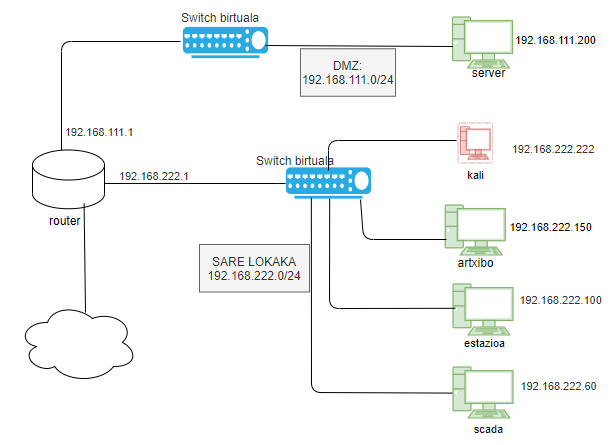 Switch birtuala
192.168.111.200
DMZ:
192.168.111.0/24
server
192.168.111.1
Switch birtuala
192.168.222.222
kali
192.168.222.1
router
192.168.222.150
SARE LOKAKA
192.168.222.0/24
artxibo
192.168.222.100
estazioa
192.168.222.60
scada